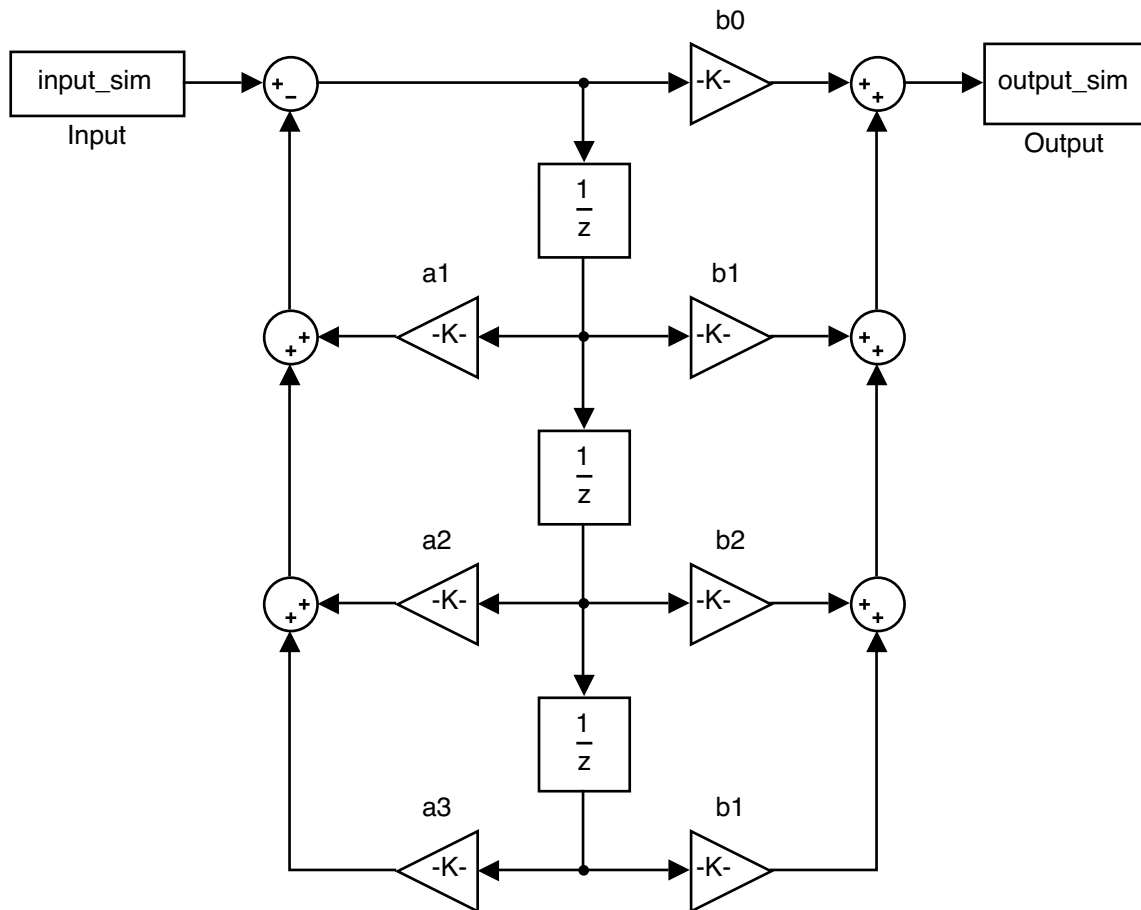 b0
input_sim
+
−
-K-
+
+
output_sim
Input
Output
1
z
a1
b1
+
+
-K-
-K-
+
+
1
z
a2
b2
+
+
-K-
-K-
+
+
1
z
a3
b1
-K-
-K-